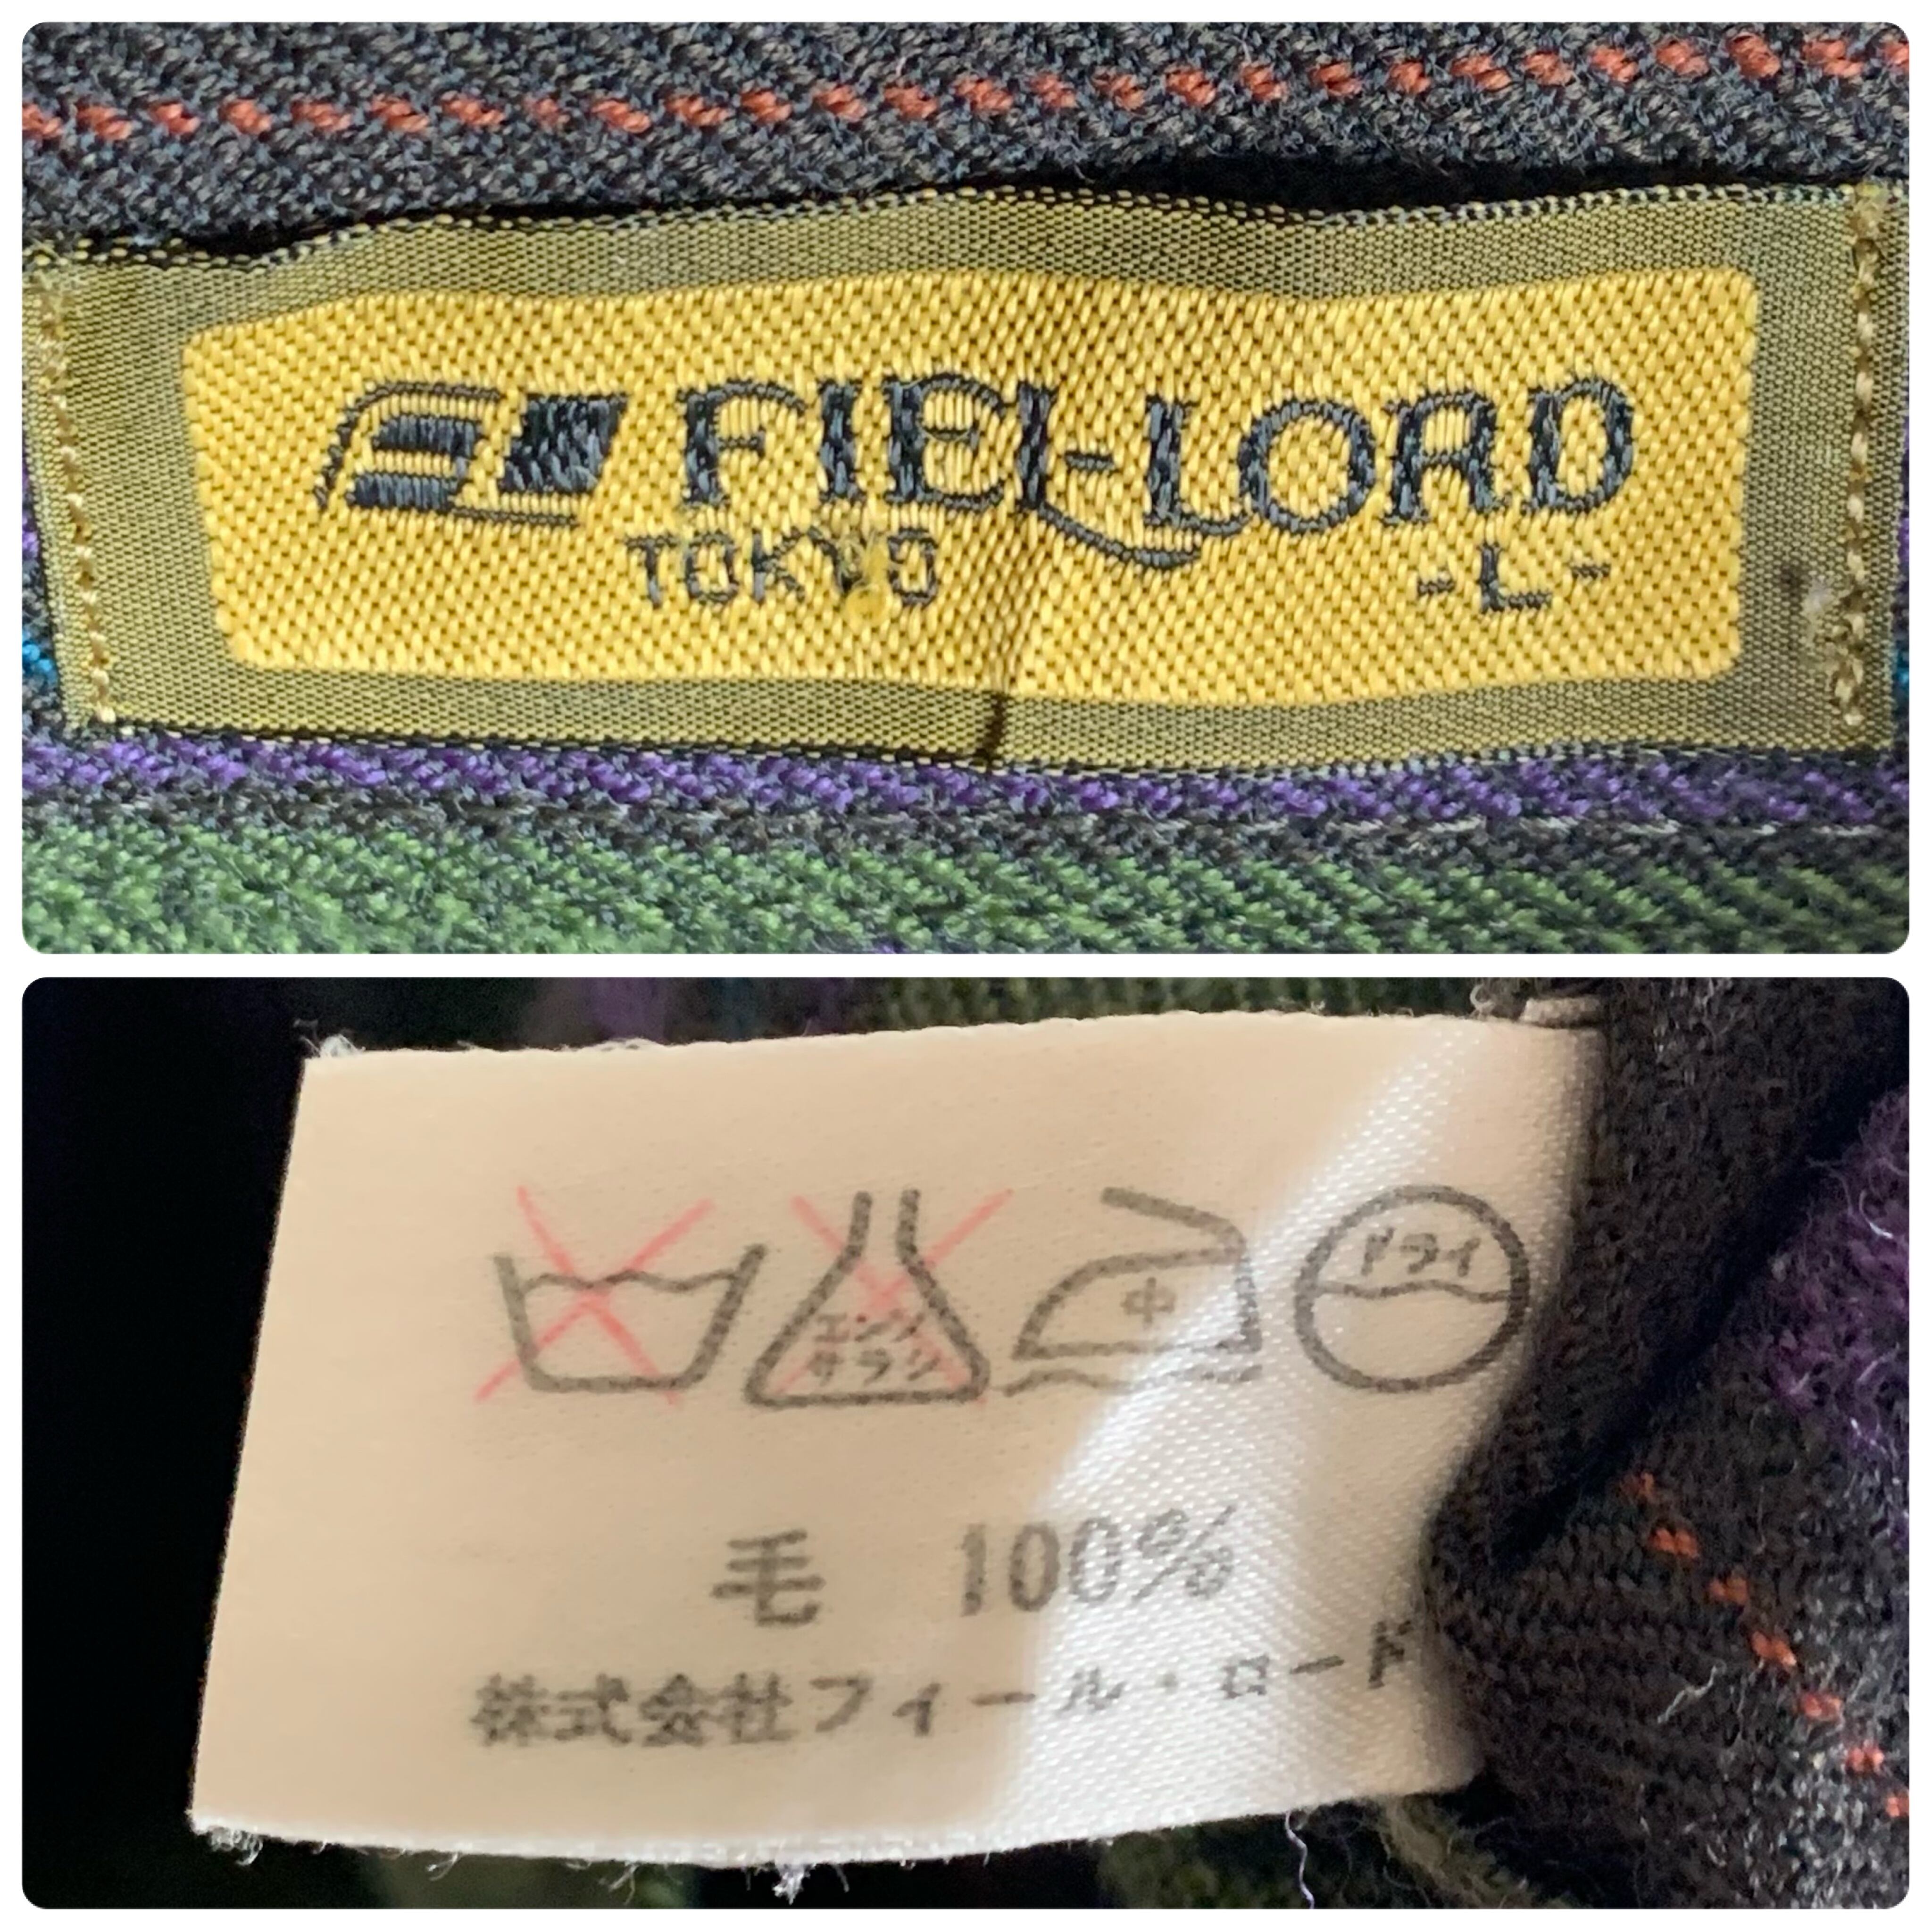 FIEL-LORD
TOKYO -L-
エンソ
サラシ
中
ドライ
毛 100%
株式会社フィール・ロード